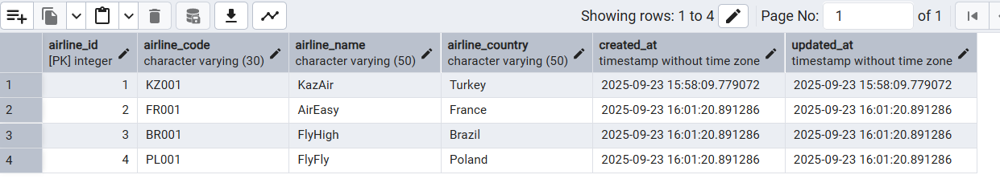 Showing rows: 1 to 4 Page No: 1 of 1
airline_id airline_code airline_name airline_country created_at updated_at
[PK] integer character varying (30) character varying (50) character varying (50) timestamp without time zone timestamp without time zone
1 1 KZ001 KazAir Turkey 2025-09-23 15:58:09.779072 2025-09-23 15:58:09.779072
2 2 FR001 AirEasy France 2025-09-23 16:01:20.891286 2025-09-23 16:01:20.891286
3 3 BR001 FlyHigh Brazil 2025-09-23 16:01:20.891286 2025-09-23 16:01:20.891286
4 4 PL001 FlyFly Poland 2025-09-23 16:01:20.891286 2025-09-23 16:01:20.891286